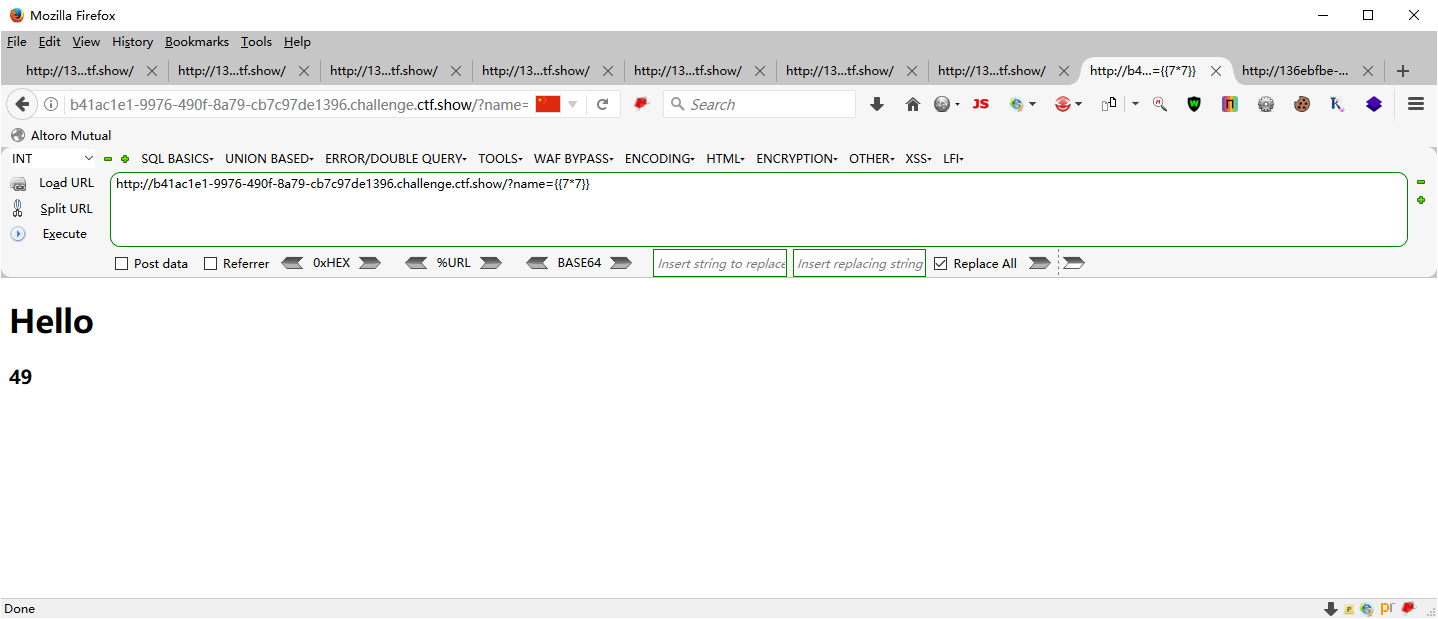 Mozilla Firefox
File Edit View History Bookmarks Tools Help
http://13...tf.show/ http://13...tf.show/ http://13...tf.show/ http://13...tf.show/ http://13...tf.show/ http://13...tf.show/ http://13...tf.show/ http://b4...={{7*7}} http://136ebfbe-...
b41ac1e1-9976-490f-8a79-cb7c97de1396.challenge.ctf.show/?name= Search JS
Altoro Mutual
INT SQL BASICS UNION BASED ERROR/DOUBLE QUERY TOOLS WAF BYPASS ENCODING HTML ENCRYPTION OTHER XSS LFI
Load URL http://b41ac1e1-9976-490f-8a79-cb7c97de1396.challenge.ctf.show/?name={{7*7}}
Split URL
Execute
Post data Referrer 0xHEX %URL BASE64 Insert string to replace Insert replacing string Replace All
Hello
49
Done pr